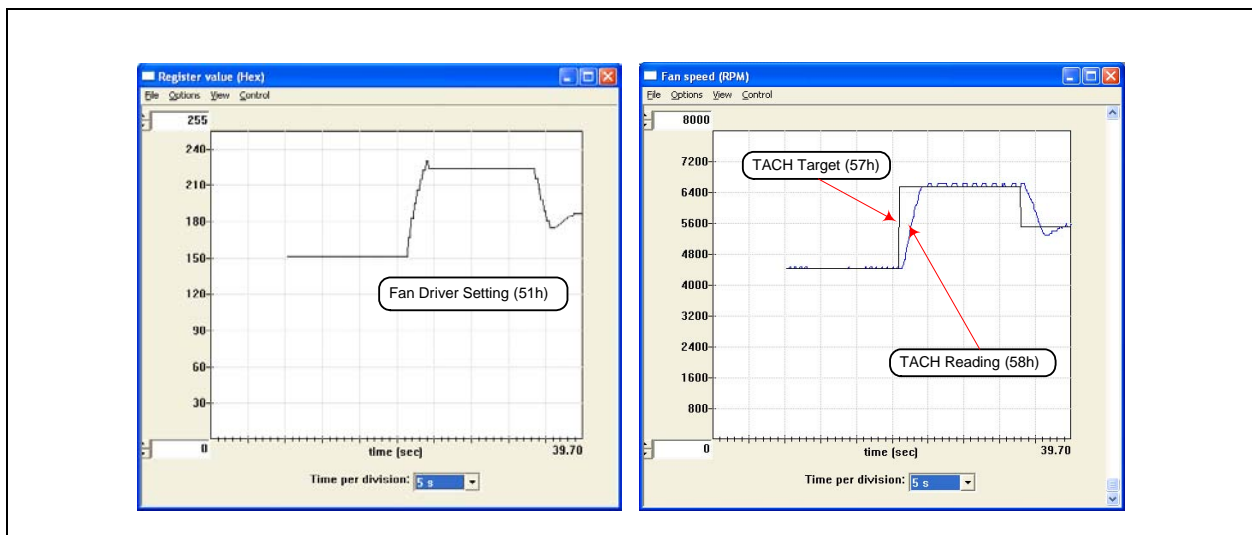 Register value (Hex)
File Options View Control
255
240
210
180
150
120
90
60
30
0
Fan Driver Setting (51h)
time (sec)
39.70
Time per division: 5 s
Fan speed (RPM)
File Options View Control
8000
7200
6400
5600
4800
4000
3200
2400
1600
800
0
TACH Target (57h)
TACH Reading (58h)
time (sec)
39.70
Time per division: 5 s